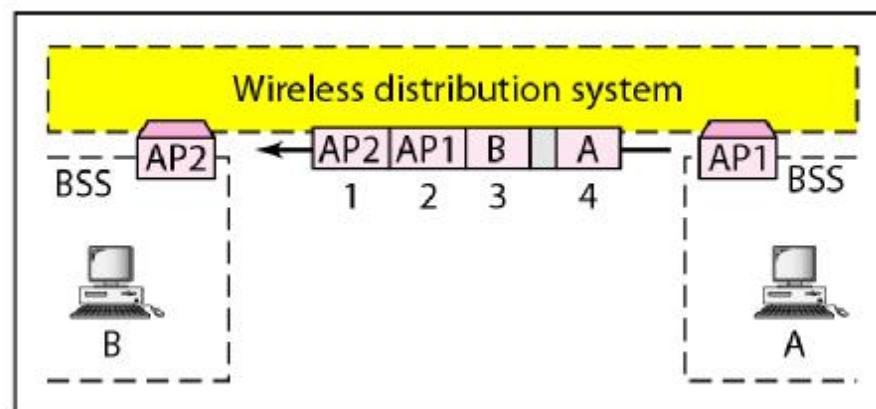 Wireless distribution system
AP2 AP2 AP1 B A AP1
BSS 1 2 3 4 BSS
B A